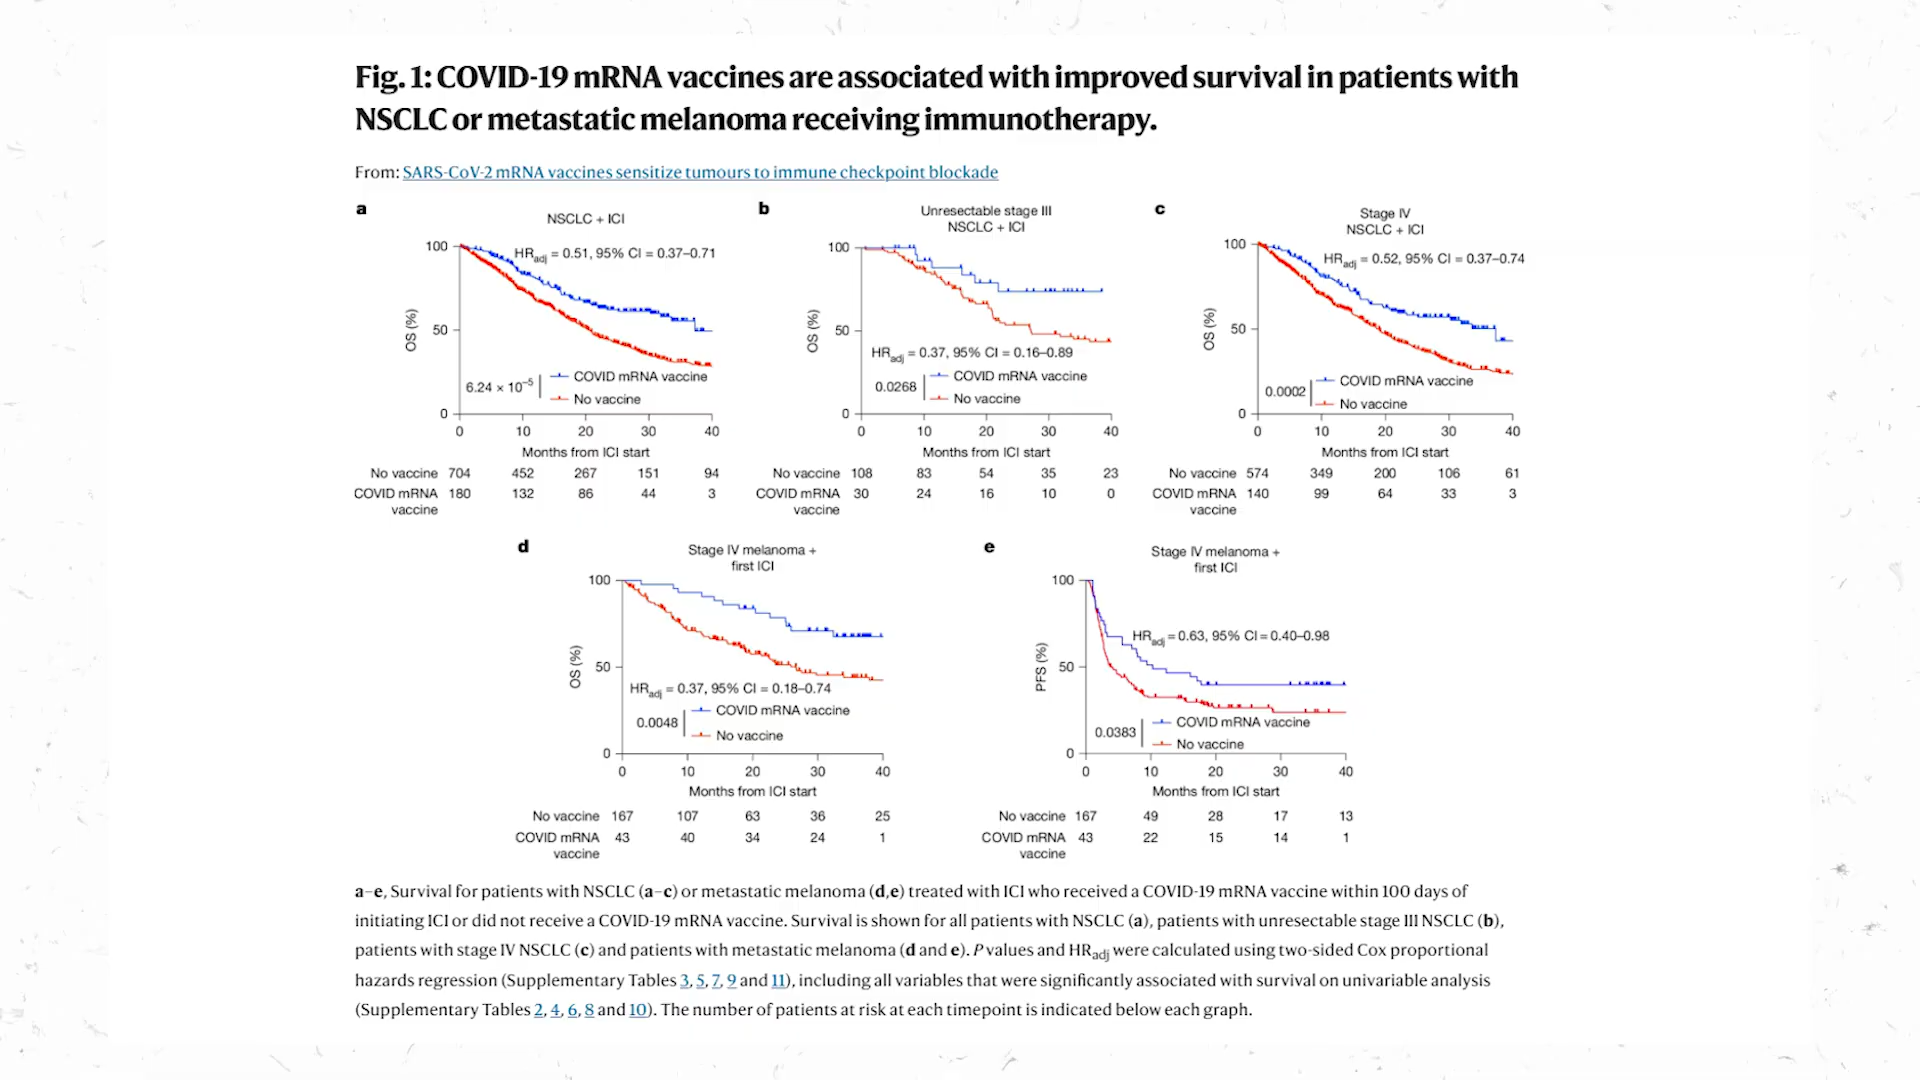 Fig. 1: COVID-19 mRNA vaccines are associated with improved survival in patients with
NSCLC or metastatic melanoma receiving immunotherapy.
From: SARS-CoV-2 mRNA vaccines sensitize tumours to immune checkpoint blockade
a
NSCLC + ICI
HRadj = 0.51, 95% CI = 0.37–0.71
100
50
0
OS (%)
6.24 × 10−5
COVID mRNA vaccine
No vaccine
0 10 20 30 40
Months from ICI start
No vaccine 704 452 267 151 94
COVID mRNA 180 132 86 44 3
vaccine
b
Unresectable stage III
NSCLC + ICI
100
50
0
OS (%)
HRadj = 0.37, 95% CI = 0.16–0.89
0.0268
COVID mRNA vaccine
No vaccine
0 10 20 30 40
Months from ICI start
No vaccine 108 83 54 35 23
COVID mRNA 30 24 16 10 0
vaccine
c
Stage IV
NSCLC + ICI
HRadj = 0.52, 95% CI = 0.37–0.74
100
50
0
OS (%)
0.0002
COVID mRNA vaccine
No vaccine
0 10 20 30 40
Months from ICI start
No vaccine 574 349 200 106 61
COVID mRNA 140 99 64 33 3
vaccine
d
Stage IV melanoma +
first ICI
100
50
0
OS (%)
HRadj = 0.37, 95% CI = 0.18–0.74
0.0048
COVID mRNA vaccine
No vaccine
0 10 20 30 40
Months from ICI start
No vaccine 167 107 63 36 25
COVID mRNA 43 40 34 24 1
vaccine
e
Stage IV melanoma +
first ICI
100
50
0
PFS (%)
HRadj = 0.63, 95% CI = 0.40–0.98
0.0383
COVID mRNA vaccine
No vaccine
0 10 20 30 40
Months from ICI start
No vaccine 167 49 28 17 13
COVID mRNA 43 22 15 14 1
vaccine
a–e, Survival for patients with NSCLC (a–c) or metastatic melanoma (d,e) treated with ICI who received a COVID-19 mRNA vaccine within 100 days of
initiating ICI or did not receive a COVID-19 mRNA vaccine. Survival is shown for all patients with NSCLC (a), patients with unresectable stage III NSCLC (b),
patients with stage IV NSCLC (c) and patients with metastatic melanoma (d and e). P values and HRadj were calculated using two-sided Cox proportional
hazards regression (Supplementary Tables 3, 5, 7, 9 and 11), including all variables that were significantly associated with survival on univariable analysis
(Supplementary Tables 2, 4, 6, 8 and 10). The number of patients at risk at each timepoint is indicated below each graph.